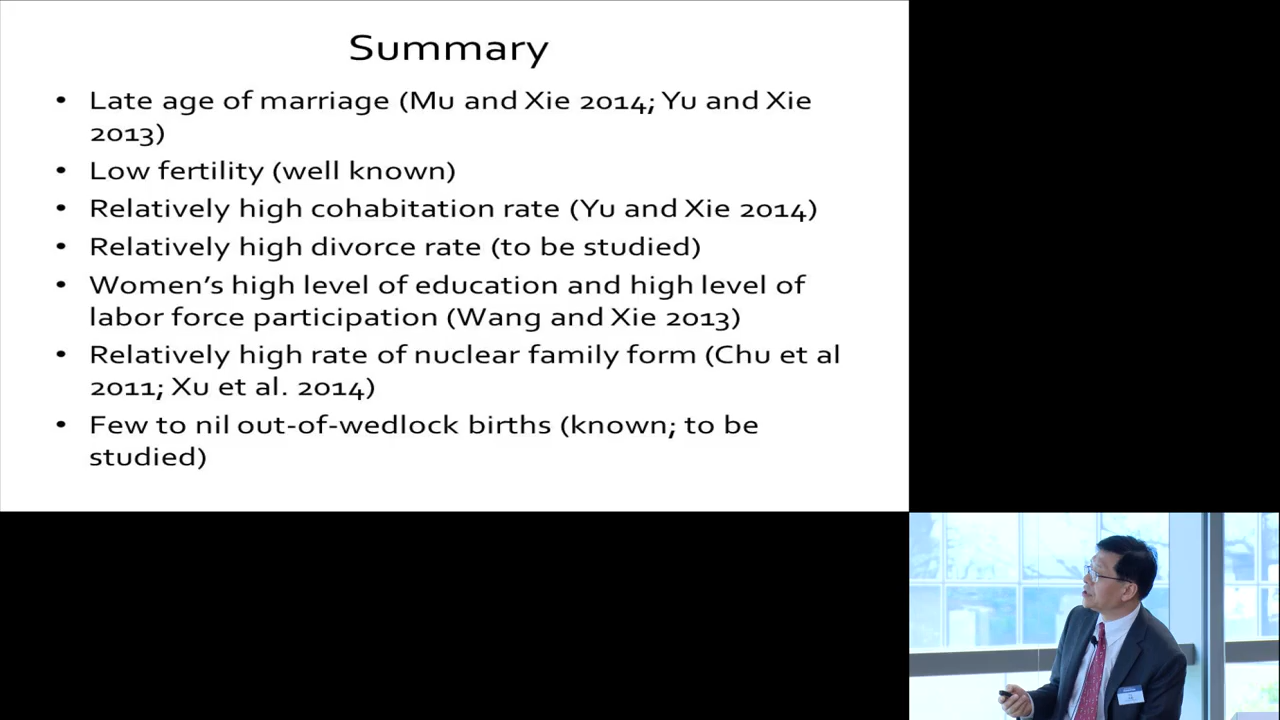 Summary
• Late age of marriage (Mu and Xie 2014; Yu and Xie
2013)
• Low fertility (well known)
• Relatively high cohabitation rate (Yu and Xie 2014)
• Relatively high divorce rate (to be studied)
• Women’s high level of education and high level of
labor force participation (Wang and Xie 2013)
• Relatively high rate of nuclear family form (Chu et al
2011; Xu et al. 2014)
• Few to nil out-of-wedlock births (known; to be
studied)